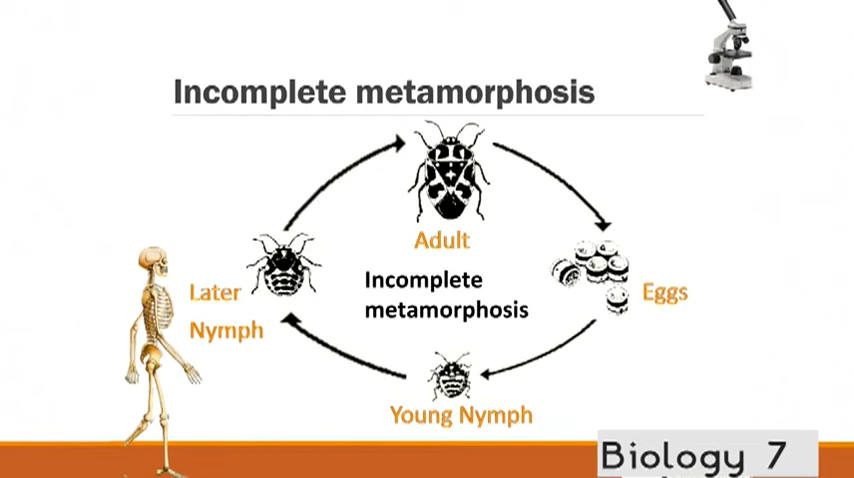 Incomplete metamorphosis
Adult
Incomplete
metamorphosis
Later
Nymph
Eggs
Young Nymph
Biology 7